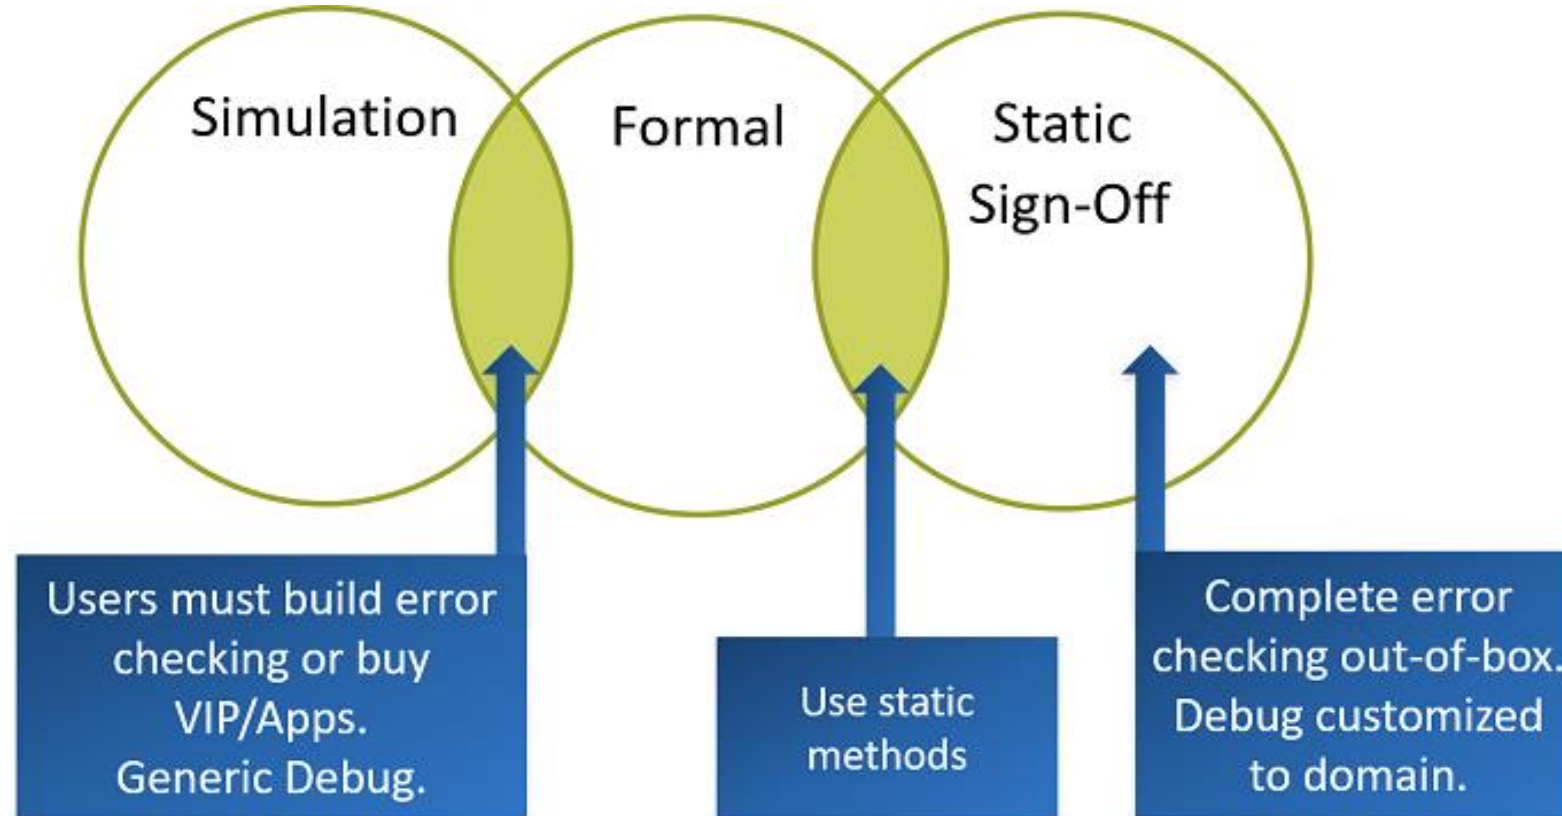 Simulation
Formal
Static
Sign-Off
Users must build error
checking or buy
VIP/Apps.
Generic Debug.
Use static
methods
Complete error
checking out-of-box.
Debug customized
to domain.